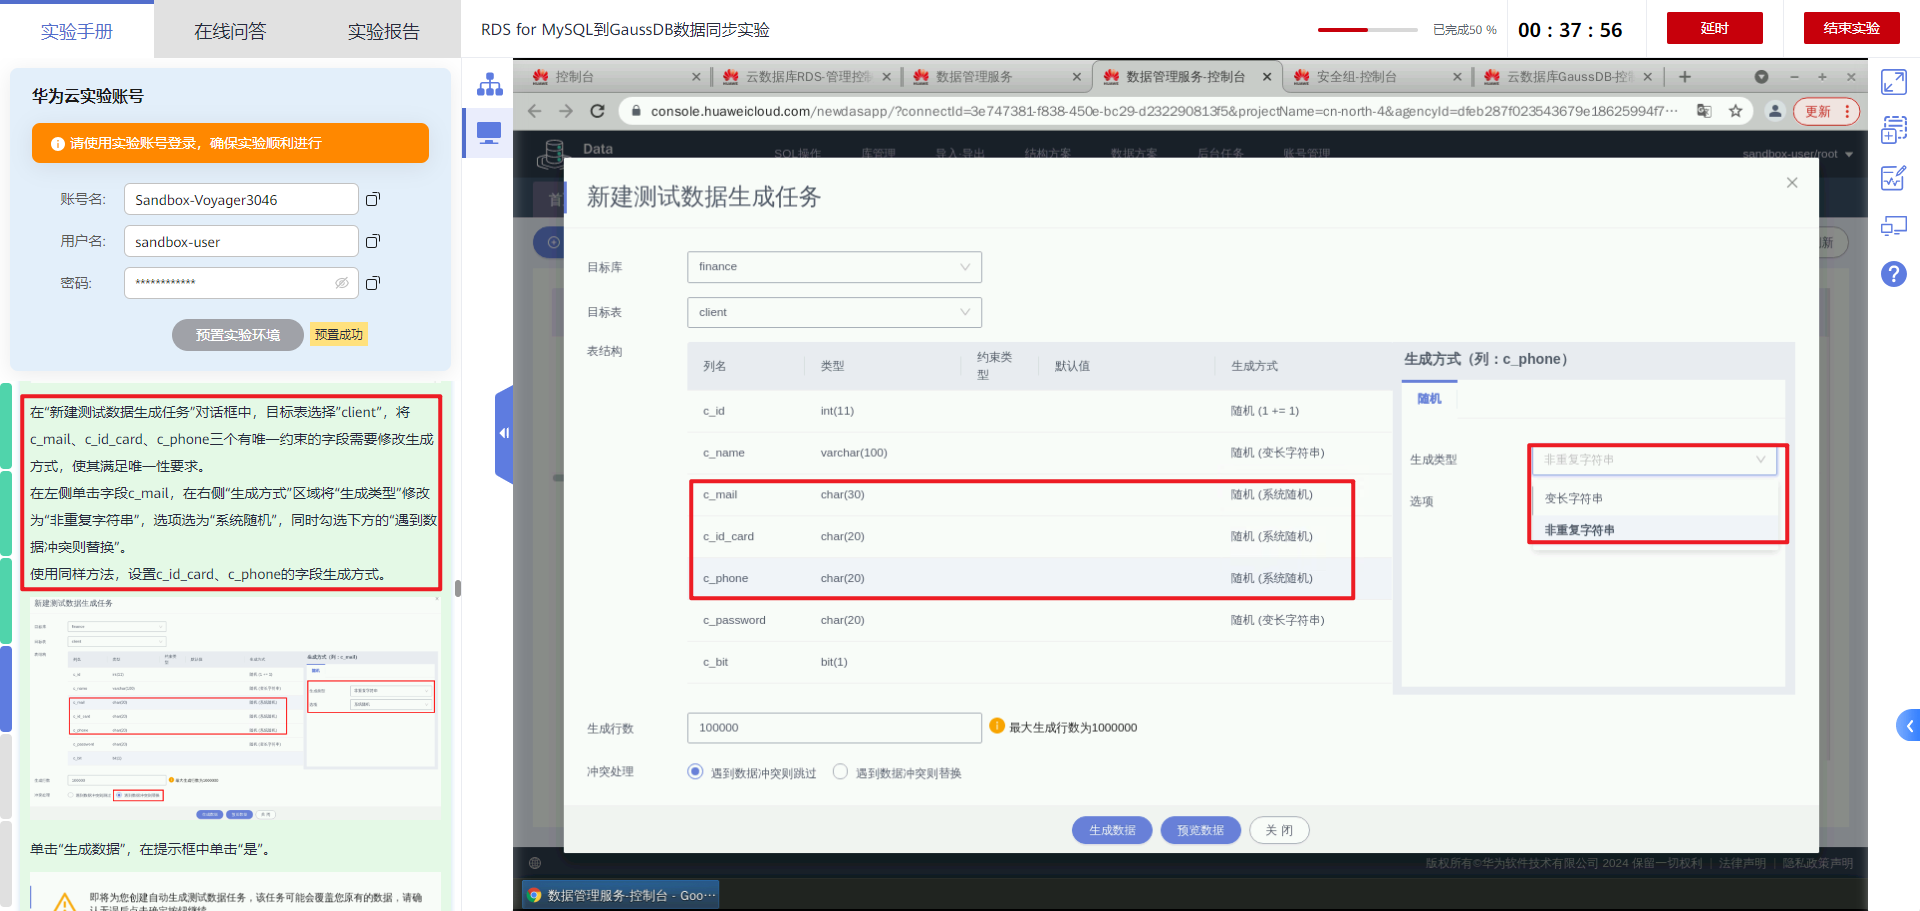 实验手册
在线问答
实验报告
RDS for MySQL到GaussDB数据同步实验
已完成50 %
00 : 37 : 56
延时
结束实验
华为云实验账号
请使用实验账号登录，确保实验顺利进行
账号名:
Sandbox-Voyager3046
用户名:
sandbox-user
密码:
************
预置实验环境
预置成功
在“新建测试数据生成任务”对话框中，目标表选择”client”，将
c_mail、c_id_card、c_phone三个有唯一约束的字段需要修改生成
方式，使其满足唯一性要求。
在左侧单击字段c_mail，在右侧“生成方式”区域将“生成类型”修改
为“非重复字符串”，选项选为“系统随机”，同时勾选下方的“遇到数
据冲突则替换”。
使用同样方法，设置c_id_card、c_phone的字段生成方式。
新建测试数据生成任务
单击“生成数据”，在提示框中单击“是”。
即将为您创建自动生成测试数据任务，该任务可能会覆盖您原有的数据，请确
控制台
云数据库RDS-管理控制
数据管理服务
数据管理服务-控制台
安全组-控制台
云数据库GaussDB-控
console.huaweicloud.com/newdasapp/?connectId=3e747381-f838-450e-bc29-d232290813f5&projectName=cn-north-4&agencyId=dfeb287f023543679e18625994f7···
更新
Data
SQL操作
库管理
导入·导出
结构方案
数据方案
后台任务
账号管理
sandbox-user/root
新建测试数据生成任务
目标库
finance
目标表
client
表结构
列名
类型
约束类
型
默认值
生成方式
c_id
int(11)
随机 (1 += 1)
c_name
varchar(100)
随机 (变长字符串)
c_mail
char(30)
随机 (系统随机)
c_id_card
char(20)
随机 (系统随机)
c_phone
char(20)
随机 (系统随机)
c_password
char(20)
随机 (变长字符串)
c_bit
bit(1)
生成方式（列：c_phone）
随机
生成类型
非重复字符串
选项
变长字符串
非重复字符串
生成行数
100000
最大生成行数为1000000
冲突处理
遇到数据冲突则跳过
遇到数据冲突则替换
生成数据
预览数据
关 闭
版权所有©华为软件技术有限公司 2024 保留一切权利
法律声明
隐私政策声明
数据管理服务-控制台 - Goo···